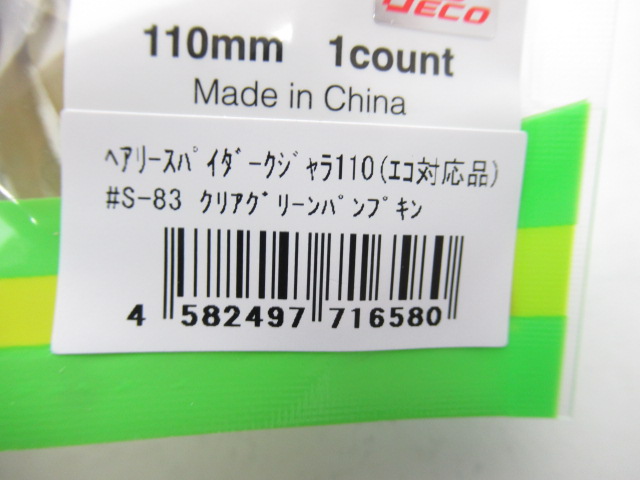 ECO
110mm 1count
Made in China
ﾍｱﾘｰｽﾊﾟｲﾀﾞｰｸｼﾞｬﾗ110(ｴｺ対応品)
#S-83 ｸﾘｱｸﾞﾘｰﾝﾊﾟﾝﾌﾟｷﾝ
4 582497 716580